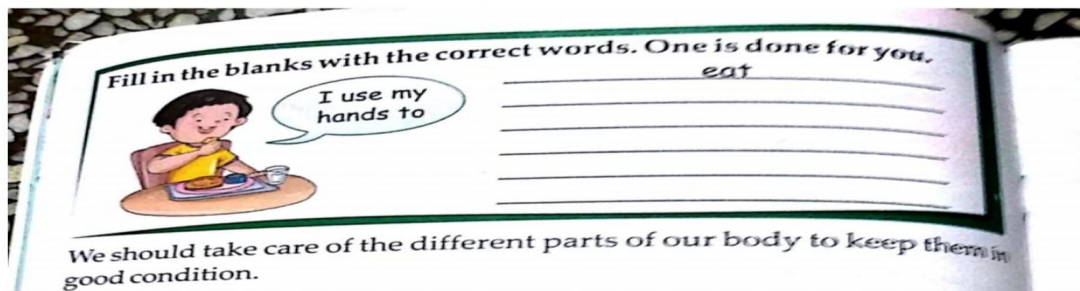 Fill in the blanks with the correct words. One is done for you.
I use my
hands to
eat
We should take care of the different parts of our body to keep them in
good condition.